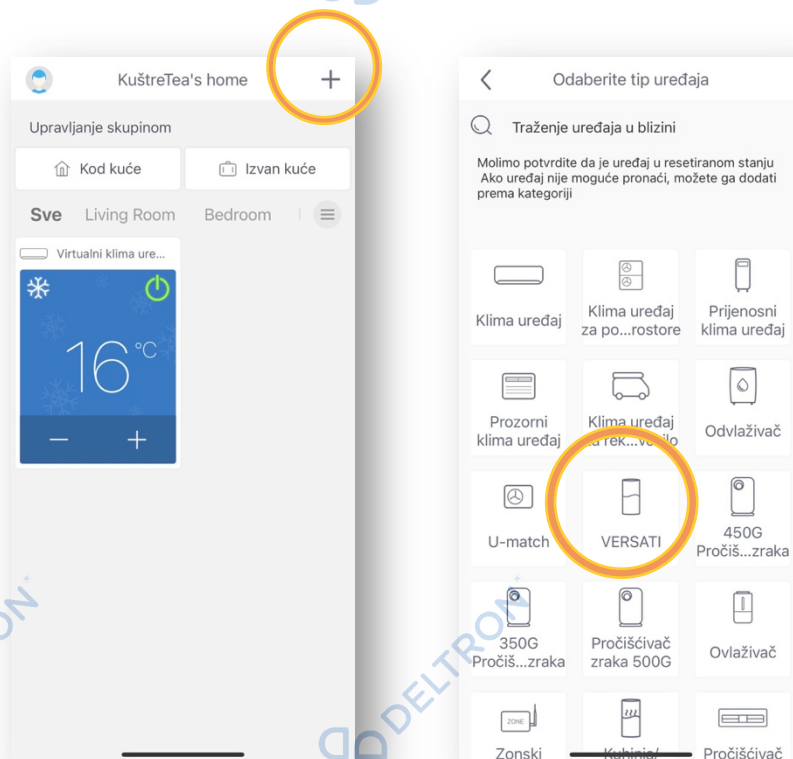 KuštreTea's home
Upravljanje skupinom
Kod kuće
Izvan kuće
Sve Living Room Bedroom
Virtualni klima ure...
16 °C
Odaberite tip uređaja
Traženje uređaja u blizini
Molimo potvrdite da je uređaj u resetiranom stanju
Ako uređaj nije moguće pronaći, možete ga dodati
prema kategoriji
Klima uređaj
Klima uređaj
za po...rostore
Prijenosni
klima uređaj
Prozorni
klima uređaj
Klima uređaj
Odvlaživač
U-match
VERSATI
450G
Pročiš...zraka
350G
Pročiš...zraka
Pročišćivač
zraka 500G
Ovlaživač
ZONE
Zonski
Kuhinja/
Pročišćivač
DELTRON